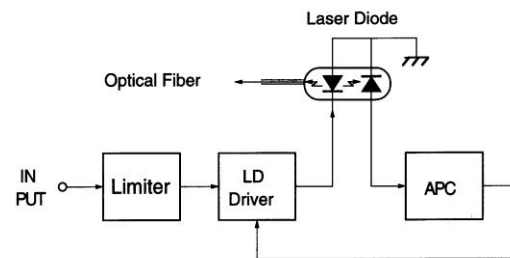 Laser Diode
Optical Fiber
IN
PUT
Limiter
LD
Driver
APC